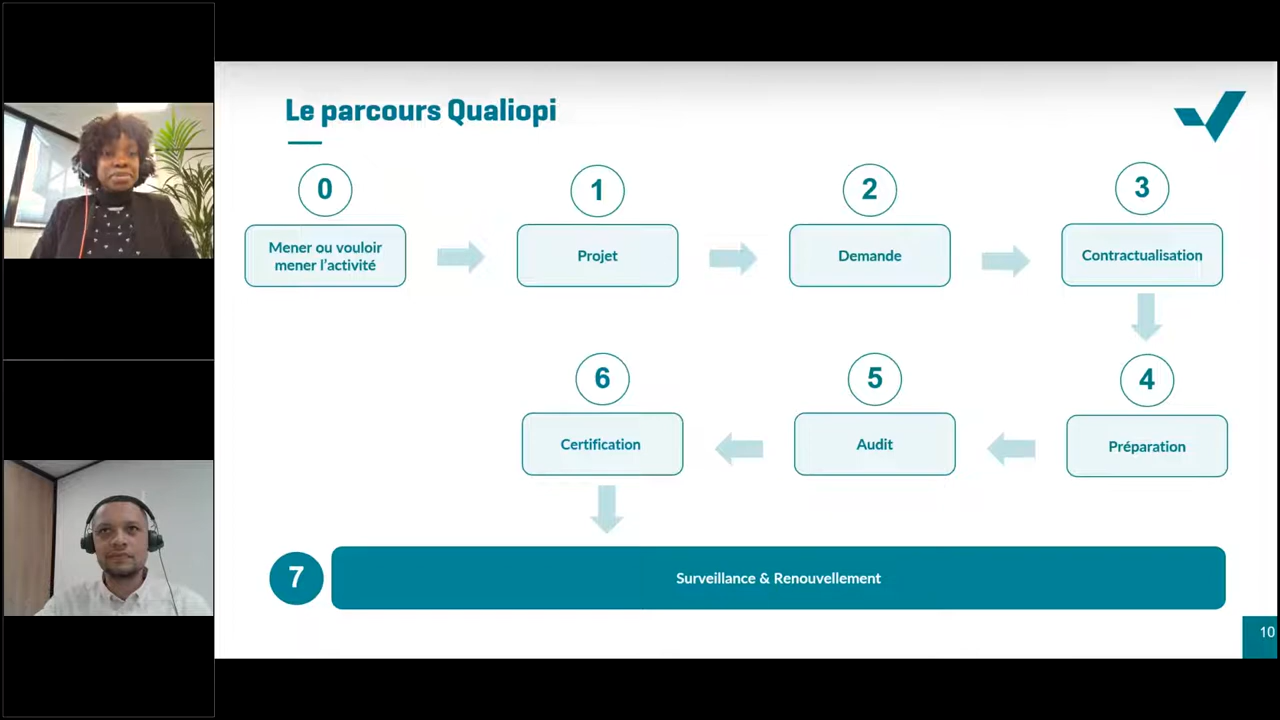 Le parcours Qualiopi
0
1
2
3
Mener ou vouloir
mener l'activité
Projet
Demande
Contractualisation
6
5
4
Certification
Audit
Préparation
7
Surveillance & Renouvellement
10